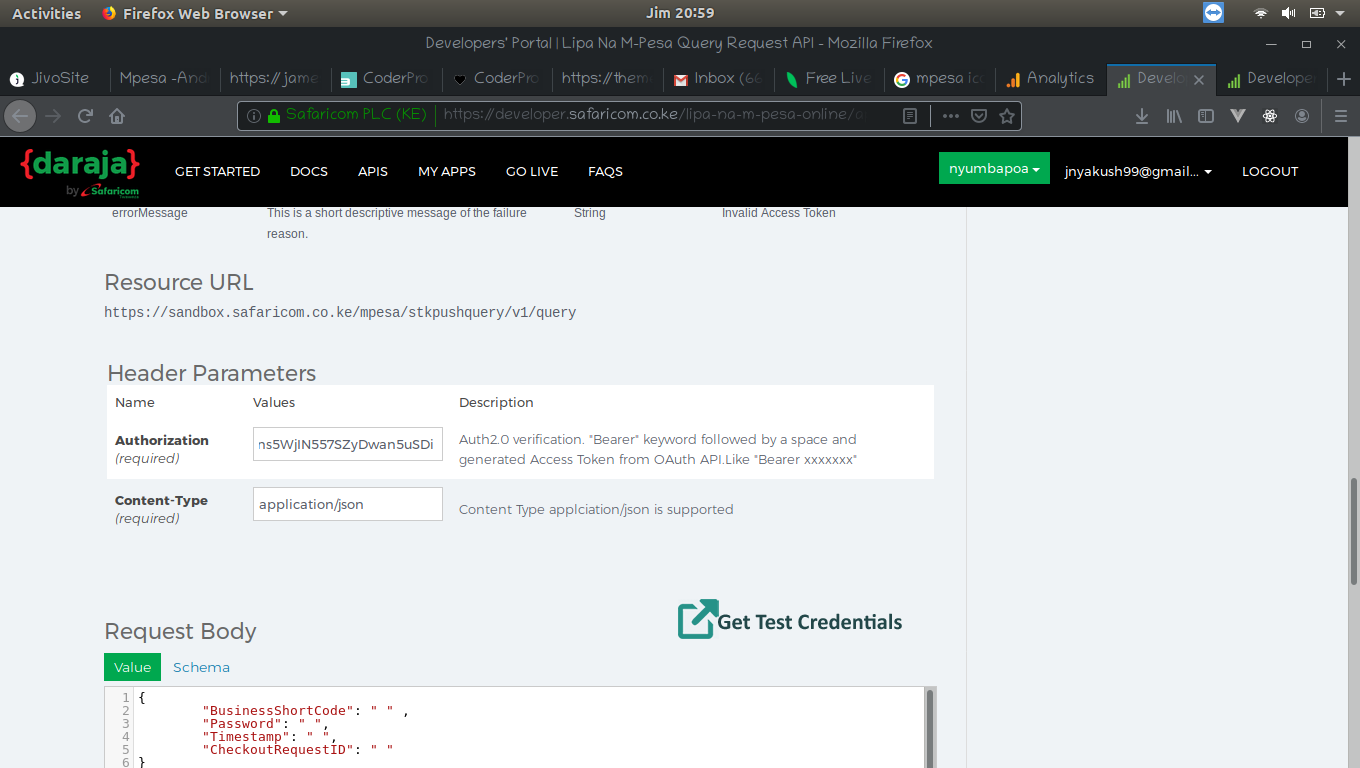 Activities Firefox Web Browser Jim 20:59
Developers' Portal | Lipa Na M-Pesa Query Request API - Mozilla Firefox
JivoSite Mpesa -And https://jame CoderPro CoderPro https://them Inbox (66 Free Live mpesa ico Analytics Develo Developer
Safaricom PLC (KE) https://developer.safaricom.co.ke/lipa-na-m-pesa-online/a
{daraja} GET STARTED DOCS APIS MY APPS GO LIVE FAQS nyumbapoa jnyakush99@gmail... LOGOUT
by Safaricom
errorMessage This is a short descriptive message of the failure String Invalid Access Token
reason.
Resource URL
https://sandbox.safaricom.co.ke/mpesa/stkpushquery/v1/query
Header Parameters
Name Values Description
Authorization
(required)
ns5WjIN557SZyDwan5uSDi
Auth2.0 verification. "Bearer" keyword followed by a space and
generated Access Token from OAuth API.Like "Bearer xxxxxxx"
Content-Type
(required)
application/json
Content Type applciation/json is supported
Get Test Credentials
Request Body
Value Schema
1 {
2 "BusinessShortCode": " " ,
3 "Password": " ",
4 "Timestamp": " ",
5 "CheckoutRequestID": " "
6 }